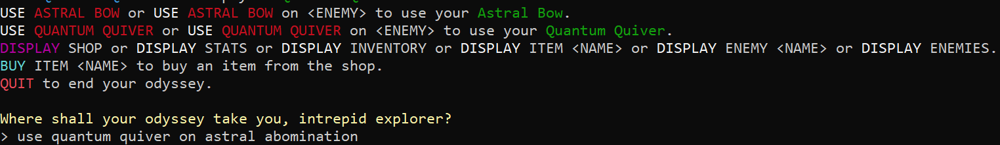 USE ASTRAL BOW or USE ASTRAL BOW on <ENEMY> to use your Astral Bow.
USE QUANTUM QUIVER or USE QUANTUM QUIVER on <ENEMY> to use your Quantum Quiver.
DISPLAY SHOP or DISPLAY STATS or DISPLAY INVENTORY or DISPLAY ITEM <NAME> or DISPLAY ENEMY <NAME> or DISPLAY ENEMIES.
BUY ITEM <NAME> to buy an item from the shop.
QUIT to end your odyssey.
Where shall your odyssey take you, intrepid explorer?
> use quantum quiver on astral abomination